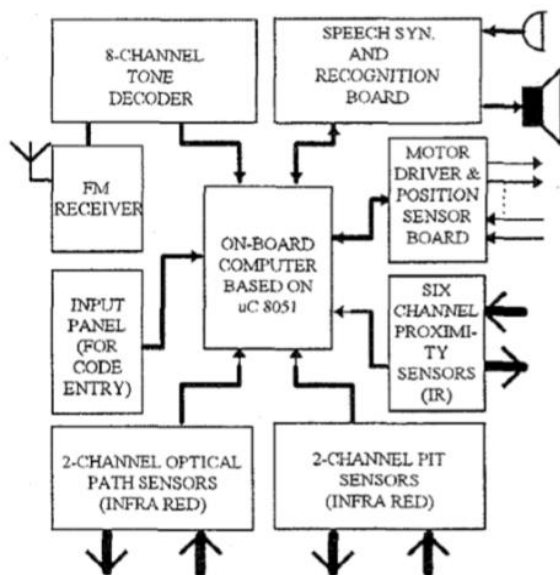 8-CHANNEL
TONE
DECODER
SPEECH SYN.
AND
RECOGNITION
BOARD
FM
RECEIVER
MOTOR
DRIVER &
POSITION
SENSOR
BOARD
ON-BOARD
COMPUTER
BASED ON
uC 8051
INPUT
PANEL
(FOR
CODE
ENTRY)
SIX
CHANNEL
PROXIMI-
TY
SENSORS
(IR)
2-CHANNEL OPTICAL
PATH SENSORS
(INFRA RED)
2-CHANNEL PIT
SENSORS
(INFRA RED)